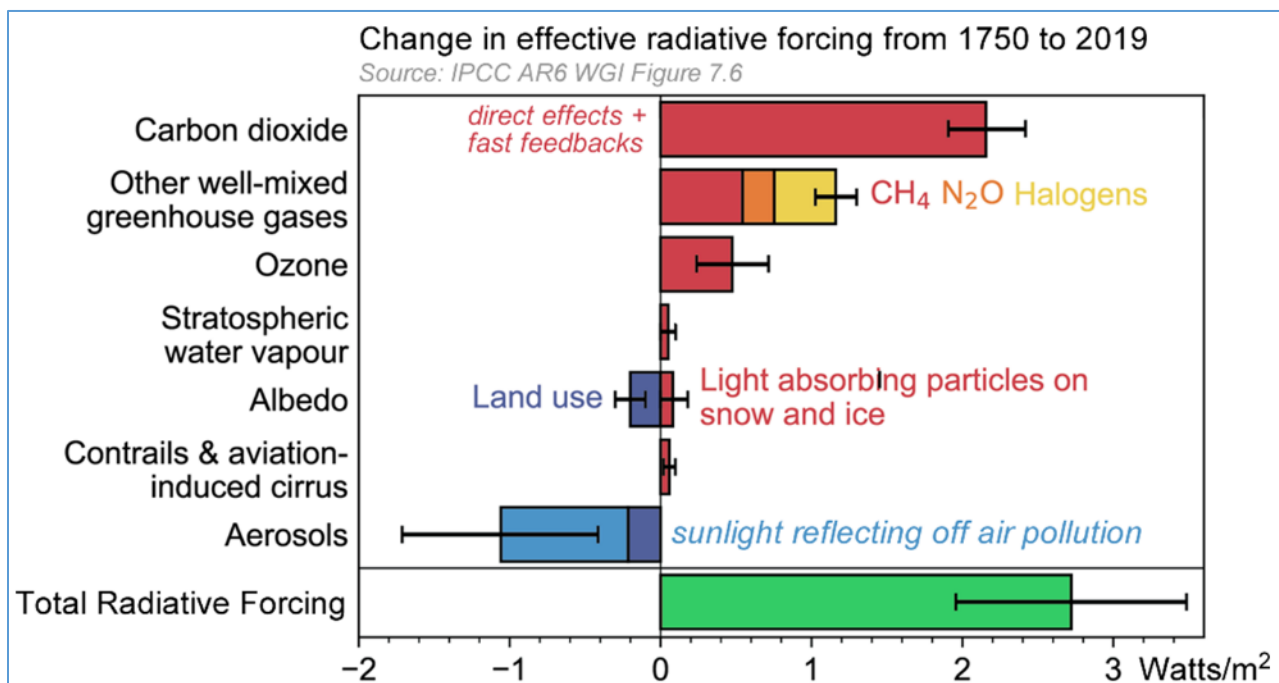 Change in effective radiative forcing from 1750 to 2019
Source: IPCC AR6 WGI Figure 7.6
Carbon dioxide
direct effects +
fast feedbacks
Other well-mixed
greenhouse gases
CH₄ N₂O Halogens
Ozone
Stratospheric
water vapour
Albedo
Land use
Light absorbing particles on
snow and ice
Contrails & aviation-
induced cirrus
Aerosols
sunlight reflecting off air pollution
Total Radiative Forcing
−2 −1 0 1 2 3 Watts/m²